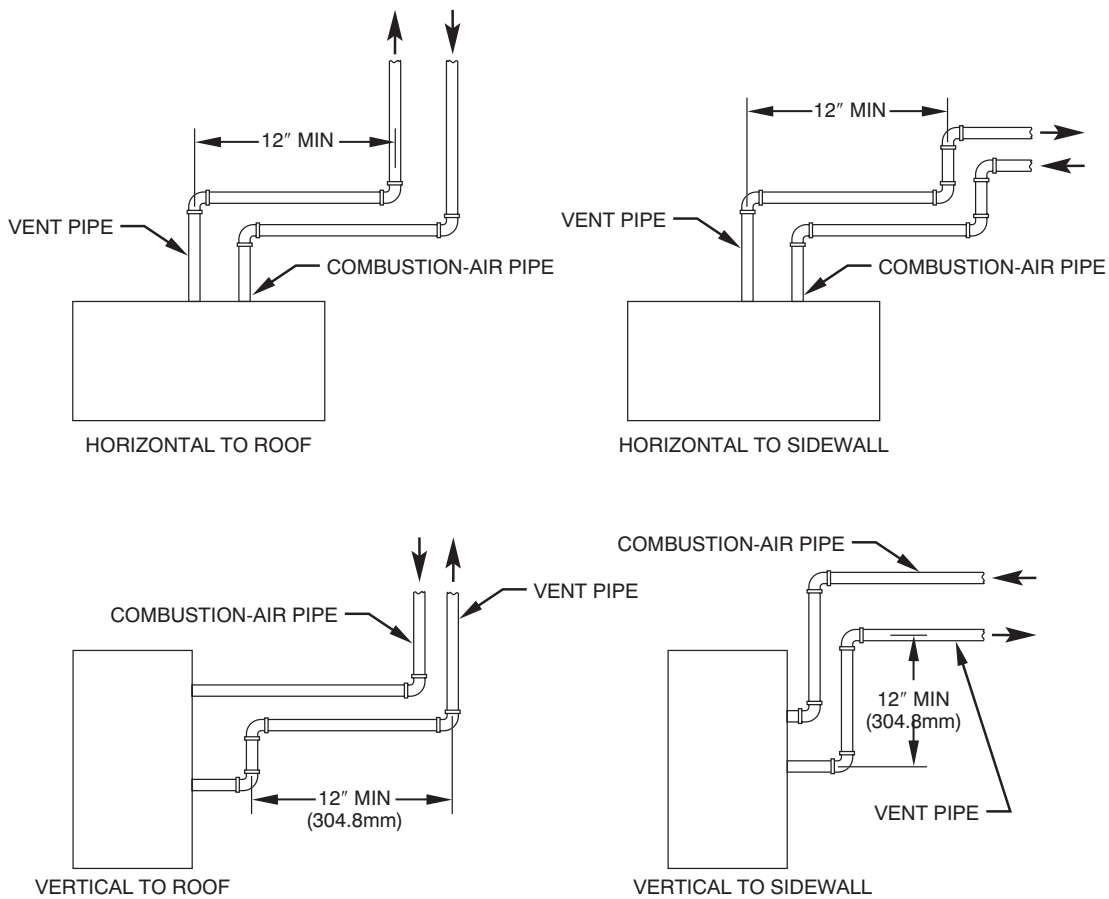 12″ MIN
VENT PIPE
COMBUSTION-AIR PIPE
HORIZONTAL TO ROOF
12″ MIN
VENT PIPE
COMBUSTION-AIR PIPE
HORIZONTAL TO SIDEWALL
COMBUSTION-AIR PIPE
VENT PIPE
12″ MIN
(304.8mm)
VERTICAL TO ROOF
COMBUSTION-AIR PIPE
12″ MIN
(304.8mm)
VENT PIPE
VERTICAL TO SIDEWALL